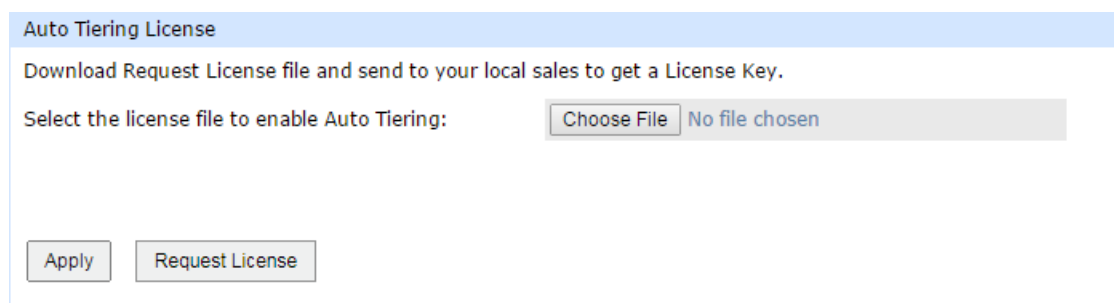 Auto Tiering License
Download Request License file and send to your local sales to get a License Key.
Select the license file to enable Auto Tiering: Choose File No file chosen
Apply Request License